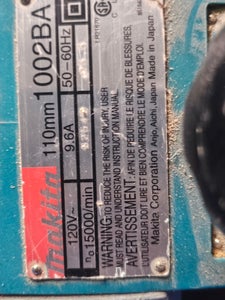 makita
110mm 1002BA
120V~ 9.6A 50-60Hz
n₀15000/min
WARNING: TO REDUCE THE RISK OF INJURY, USER
MUST READ AND UNDERSTAND INSTRUCTION MANUAL.
AVERTISSEMENT: AFIN DE PEDUIRE LE RISQUE DE BLESSURES,
L'UTILISATEUR DOIT LIRE ET BIEN COMPRENDRE LE MODE D'EMPLOI.
Makita Corporation Anjo, Aichi, Japan Made in Japan